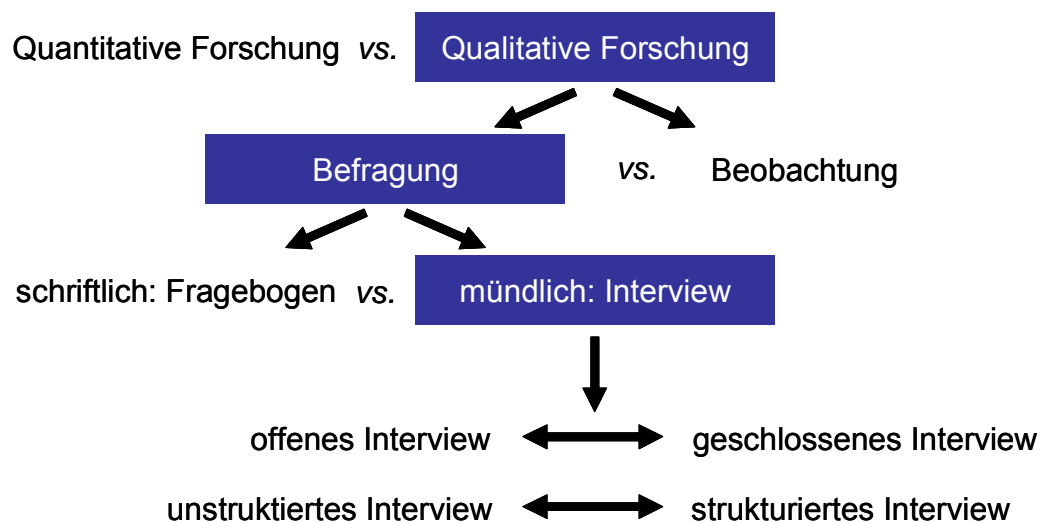 Quantitative Forschung vs. Qualitative Forschung
Befragung vs. Beobachtung
schriftlich: Fragebogen vs. mündlich: Interview
offenes Interview geschlossenes Interview
unstruktiertes Interview strukturiertes Interview